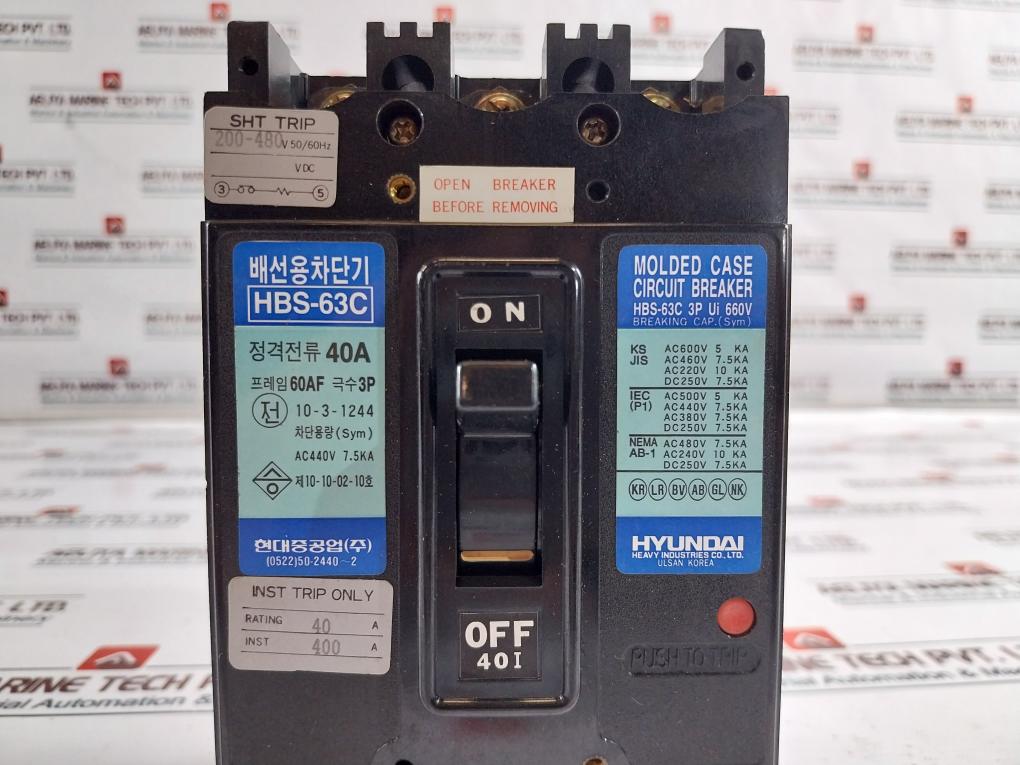 SHT TRIP
200-480 V 50/60Hz
V DC
3 5
OPEN BREAKER
BEFORE REMOVING
배선용차단기
HBS-63C
정격전류 40A
프레임 60AF 극수 3P
전 10-3-1244
차단용량(Sym)
AC440V 7.5KA
제10-10-02-10호
현대중공업(주)
(0522)50-2440~2
INST TRIP ONLY
RATING 40 A
INST 400 A
ON
OFF
40I
MOLDED CASE
CIRCUIT BREAKER
HBS-63C 3P Ui 660V
BREAKING CAP.(Sym)
KS AC600V 5 KA
JIS AC460V 7.5KA
AC220V 10 KA
DC250V 7.5KA
IEC AC500V 5 KA
(P1) AC440V 7.5KA
AC380V 7.5KA
DC250V 7.5KA
NEMA AC480V 7.5KA
AB-1 AC240V 10 KA
DC250V 7.5KA
KR LR BV AB GL NK
HYUNDAI
HEAVY INDUSTRIES CO., LTD.
ULSAN KOREA
PUSH TO TRIP